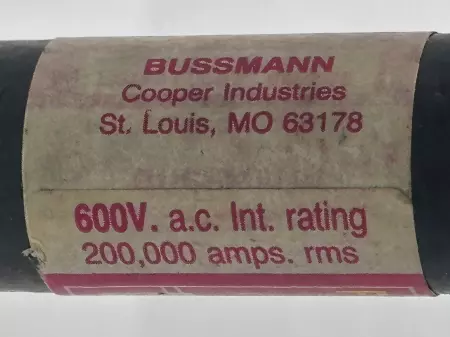 BUSSMANN
Cooper Industries
St. Louis, MO 63178
600V. a.c. Int. rating
200,000 amps. rms